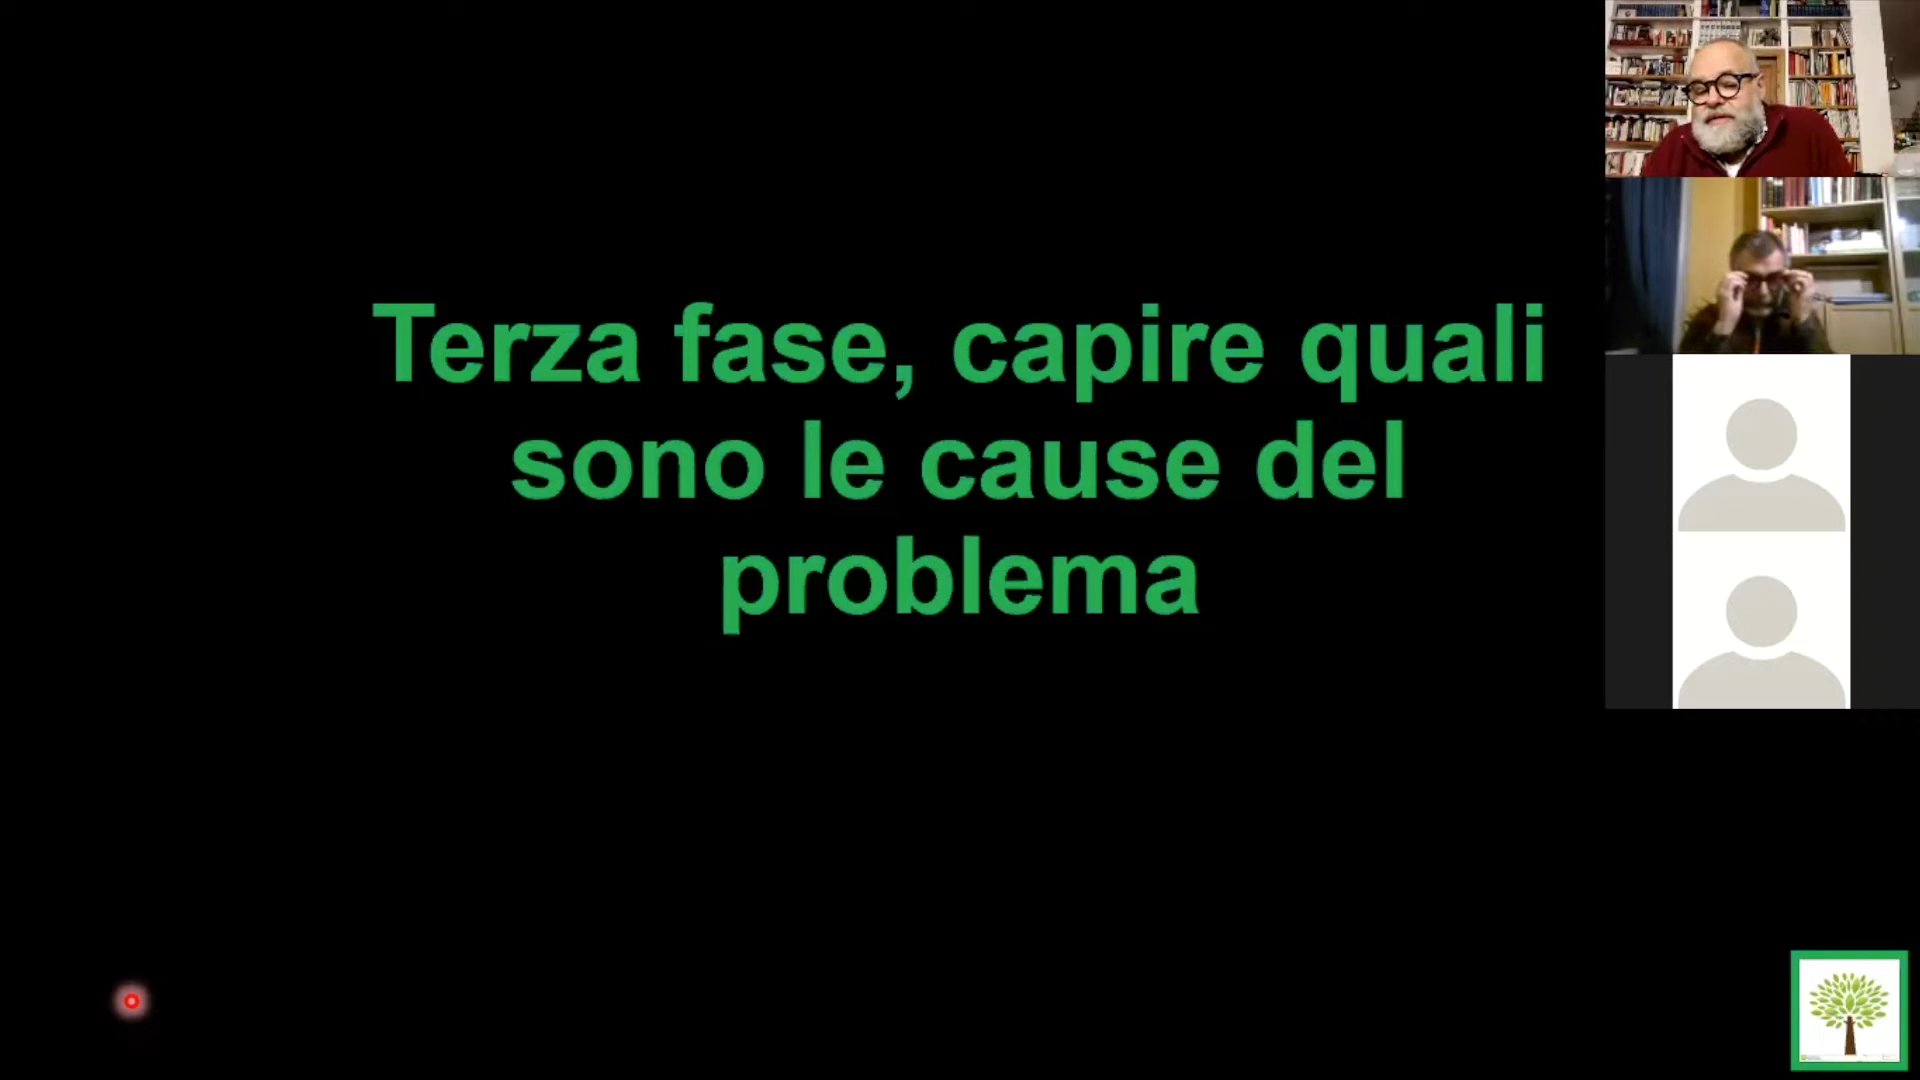 Terza fase, capire quali
sono le cause del
problema